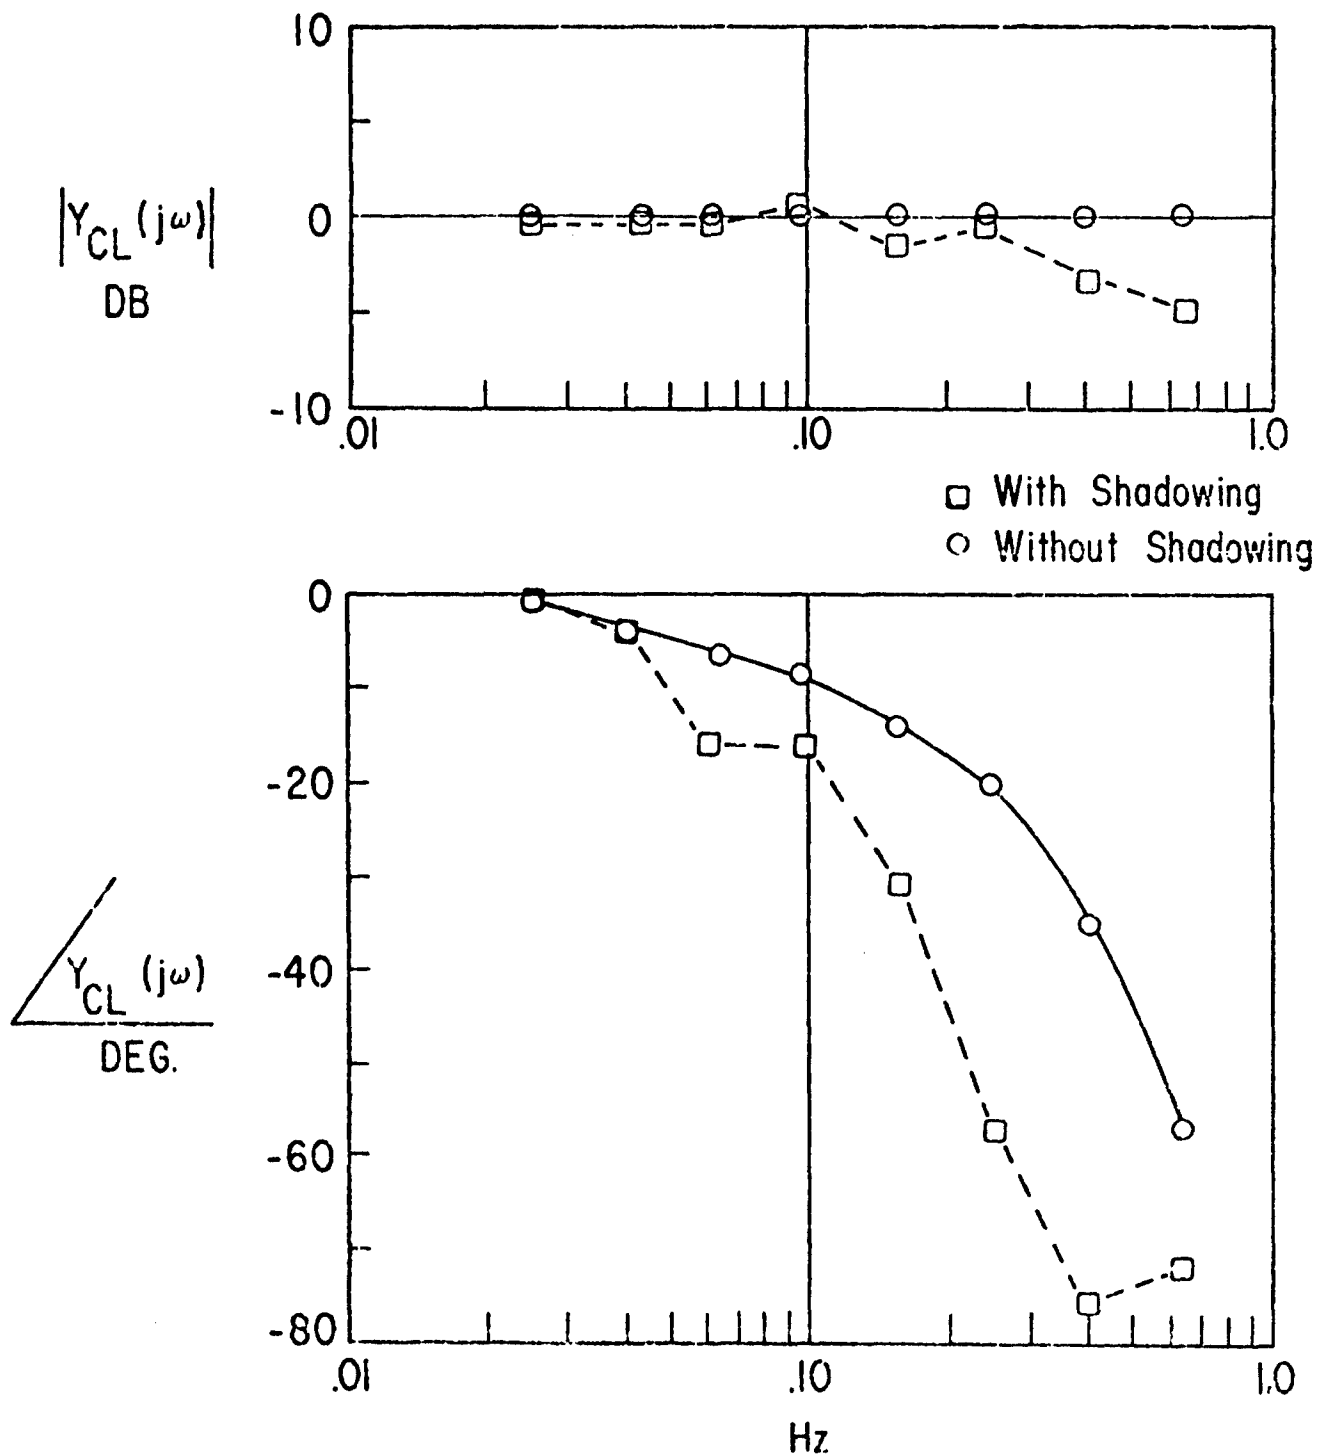 10
0
-10
|Y_CL (jω)|
DB
.01 .10 1.0
□ With Shadowing
○ Without Shadowing
0
-20
-40
-60
-80
Y_CL (jω)
DEG.
.01 .10 1.0
Hz